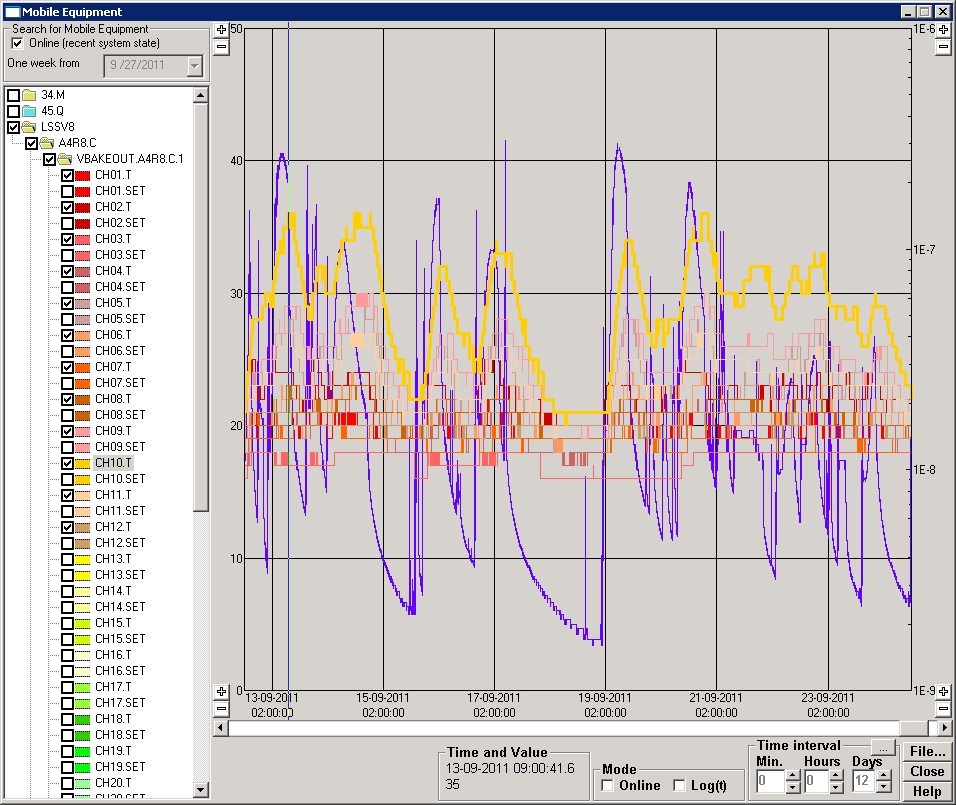 Mobile Equipment
Search for Mobile Equipment
Online (recent system state)
One week from
9 /27/2011
34.M
45.Q
LSSV8
A4R8.C
VBAKEOUT.A4R8.C.1
CH01.T
CH01.SET
CH02.T
CH02.SET
CH03.T
CH03.SET
CH04.T
CH04.SET
CH05.T
CH05.SET
CH06.T
CH06.SET
CH07.T
CH07.SET
CH08.T
CH08.SET
CH09.T
CH09.SET
CH10.T
CH10.SET
CH11.T
CH11.SET
CH12.T
CH12.SET
CH13.T
CH13.SET
CH14.T
CH14.SET
CH15.T
CH15.SET
CH16.T
CH16.SET
CH17.T
CH17.SET
CH18.T
CH18.SET
CH19.T
CH19.SET
CH20.T
CH20.SET
50
40
30
20
10
0
1E-6
1E-7
1E-8
1E-9
13-09-2011 15-09-2011 17-09-2011 19-09-2011 21-09-2011 23-09-2011
02:00:00 02:00:00 02:00:00 02:00:00 02:00:00 02:00:00
Time and Value
13-09-2011 09:00:41.6
35
Mode
Online Log(t)
Time interval ...
Min. Hours Days
0 0 12
File...
Close
Help